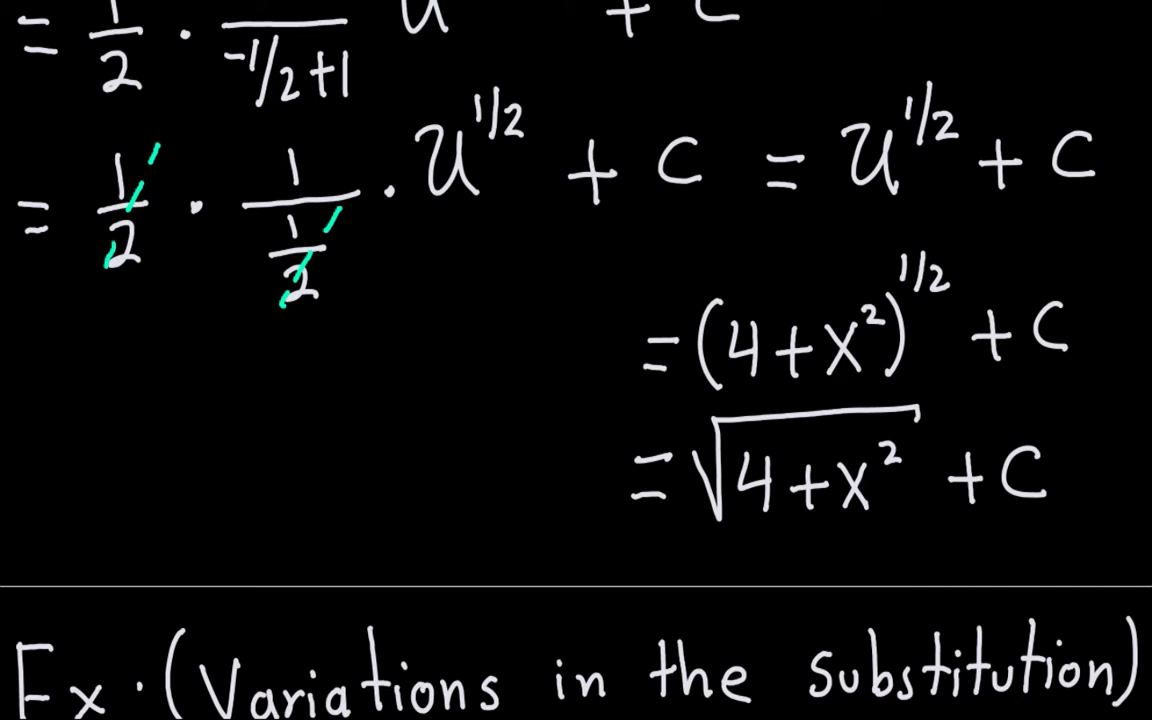 = 1/2 · 1/(-1/2+1) u + C
= 1/2 · 1/(1/2) · u^1/2 + C = u^1/2 + C
= (4+x²)^1/2 + C
= √(4+x²) + C
Ex. (Variations in the substitution)